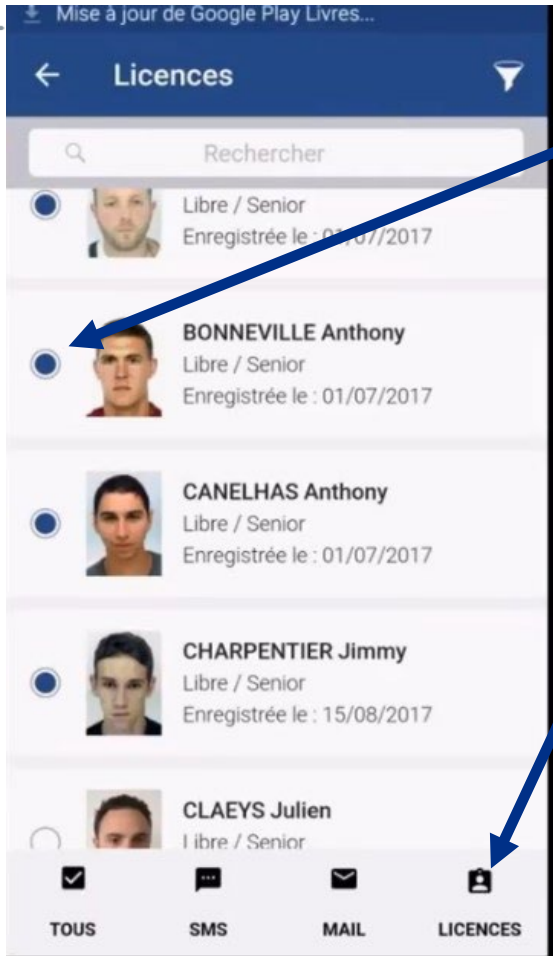 Mise à jour de Google Play Livres...
Licences
Rechercher
Libre / Senior
Enregistrée le : 01/07/2017
BONNEVILLE Anthony
Libre / Senior
Enregistrée le : 01/07/2017
CANELHAS Anthony
Libre / Senior
Enregistrée le : 01/07/2017
CHARPENTIER Jimmy
Libre / Senior
Enregistrée le : 15/08/2017
CLAEYS Julien
Libre / Senior
TOUS SMS MAIL LICENCES